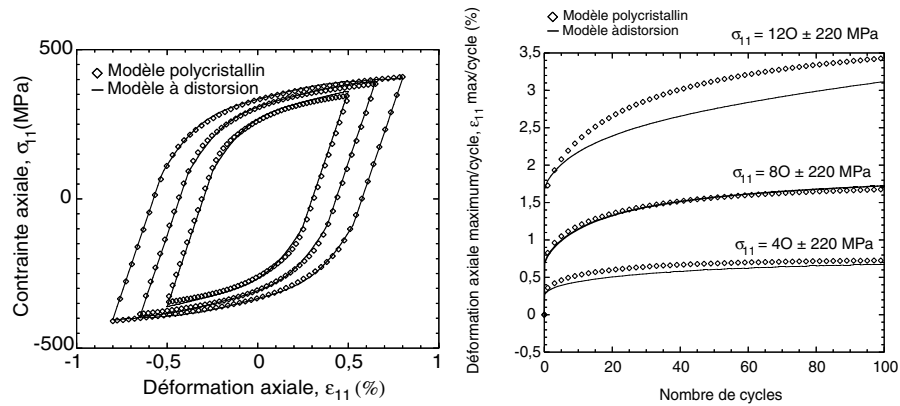 500
0
-500
-1
-0,5
0
0,5
1
Contrainte axiale, σ11 (MPa)
Déformation axiale, ε11 (%)
Modèle polycristallin
Modèle à distorsion
Modèle polycristallin
Modèle àdistorsion
σ11 = 12O ± 220 MPa
σ11 = 8O ± 220 MPa
σ11 = 4O ± 220 MPa
3,5
3
2,5
2
1,5
1
0,5
0
-0,5
0
20
40
60
80
100
Déformation axiale maximum/cycle, ε11 max/cycle (%)
Nombre de cycles